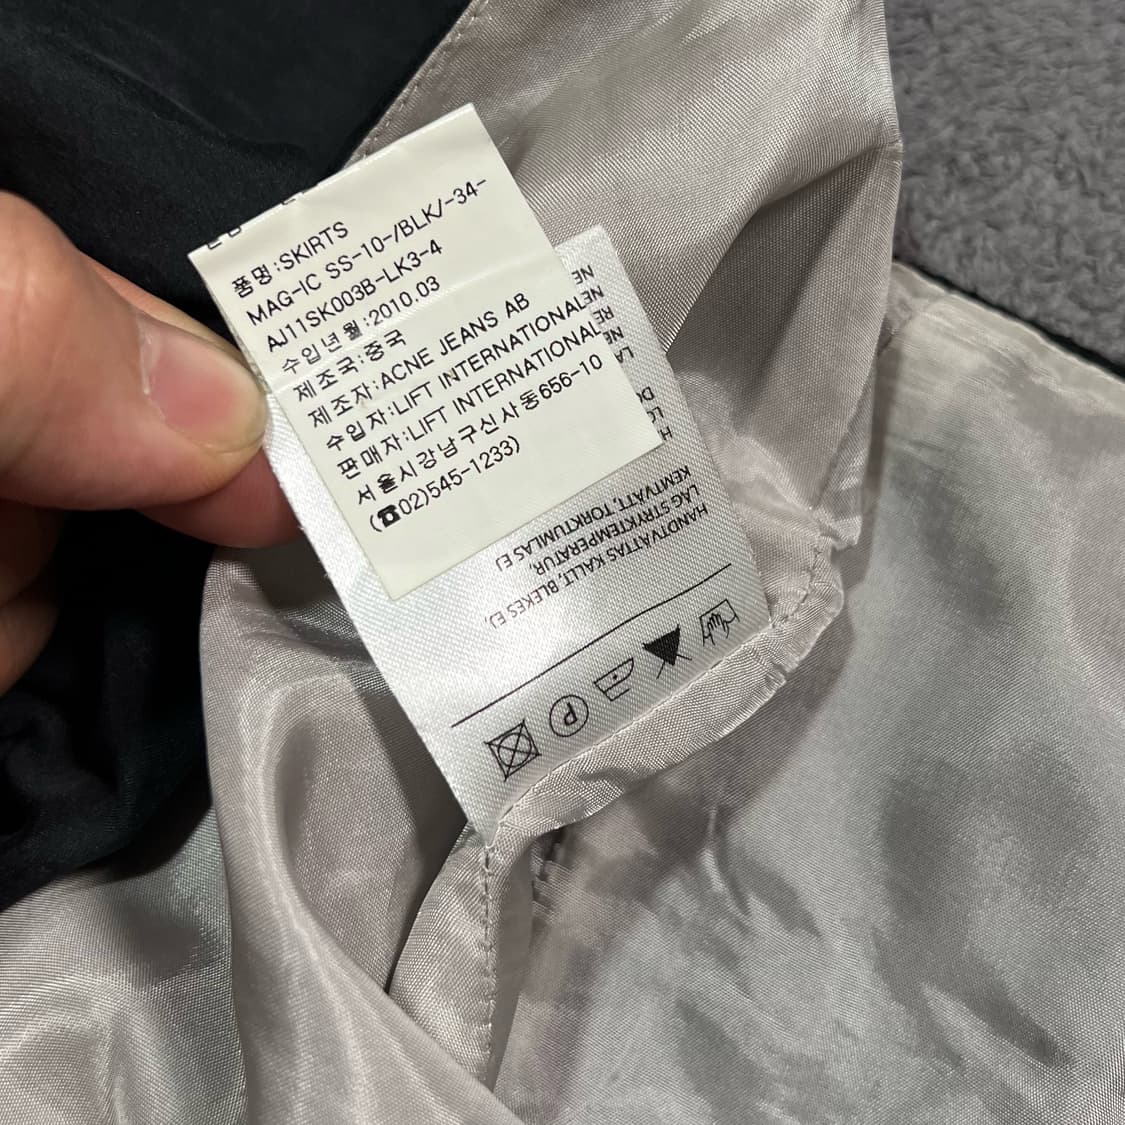 품명:SKIRTS
MAG-IC SS-10-/BLK/-34-
AJ11SK003B-LK3-4
수입년월:2010.03
제조국:중국
제조자:ACNE JEANS AB
수입자:LIFT INTERNATIONAL
판매자:LIFT INTERNATIONAL
서울시강남구신사동656-10
(☎02)545-1233)
HANDTVÄTTAS KALLT, BLEKES EJ,
LÅG STRYKTEMPERATUR,
KEMTVÄTT, TORKTUMLAS EJ
P